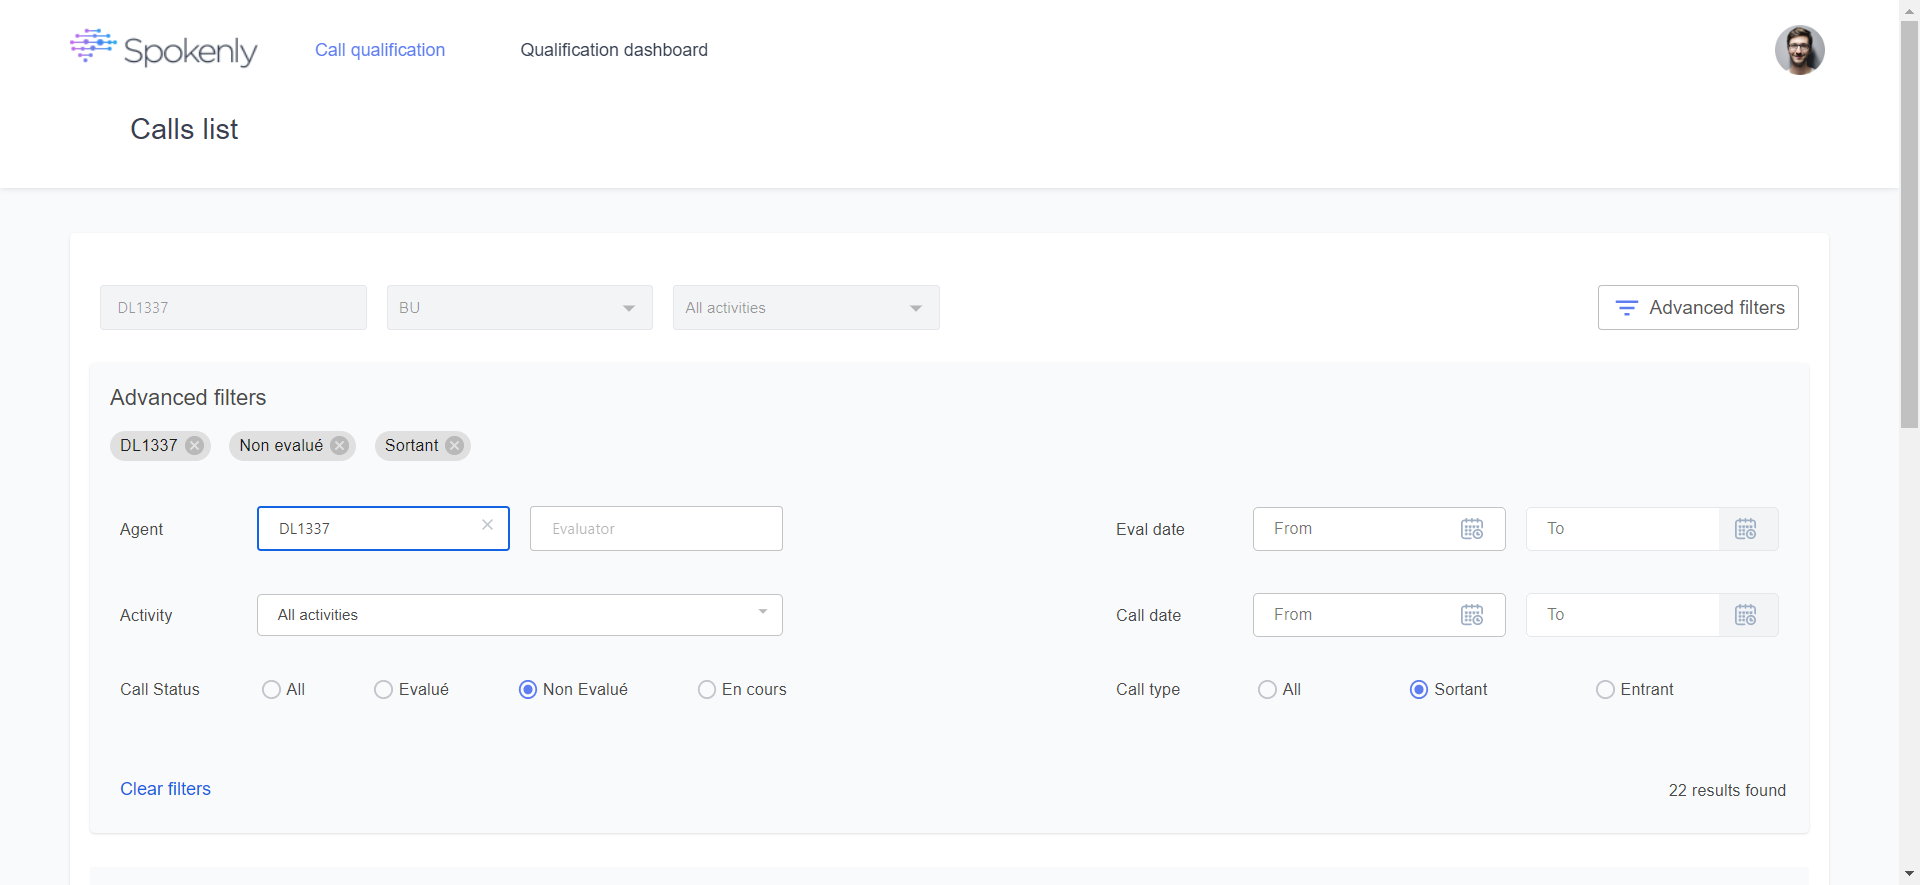 Spokenly Call qualification Qualification dashboard
Calls list
DL1337 BU All activities Advanced filters
Advanced filters
DL1337 Non evalué Sortant
Agent DL1337 Evaluator Eval date From To
Activity All activities Call date From To
Call Status All Evalué Non Evalué En cours Call type All Sortant Entrant
Clear filters 22 results found